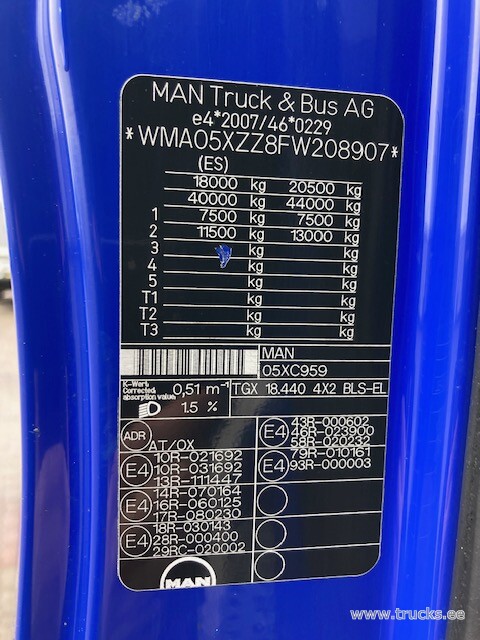 MAN Truck & Bus AG
e4*2007/46*0229
*WMA05XZZ8FW208907*
(ES)
18000 kg 20500 kg
40000 kg 44000 kg
1 7500 kg 7500 kg
2 11500 kg 13000 kg
3 kg kg
4 kg kg
5 kg kg
T1 kg kg
T2 kg kg
T3 kg kg
MAN
05XC959
K-Wert
Corrected
absorption value
0,51 m⁻¹
TGX 18.440 4X2 BLS-EL
1.5 %
ADR AT/OX
E4 10R-021692
10R-031692
13R-111447
E4 14R-070164
16R-060125
17R-080230
E4 18R-030143
28R-000400
29RC-020002
E4 43R-000602
46R-023900
58R-020232
E4 79R-010161
93R-000003
MAN
www.trucks.ee